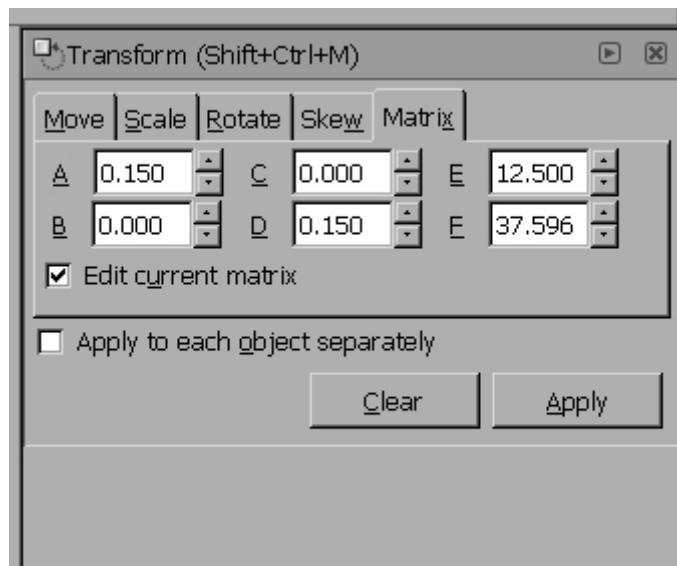 Transform (Shift+Ctrl+M)
Move Scale Rotate Skew Matrix
A 0.150 C 0.000 E 12.500
B 0.000 D 0.150 F 37.596
Edit current matrix
Apply to each object separately
Clear Apply